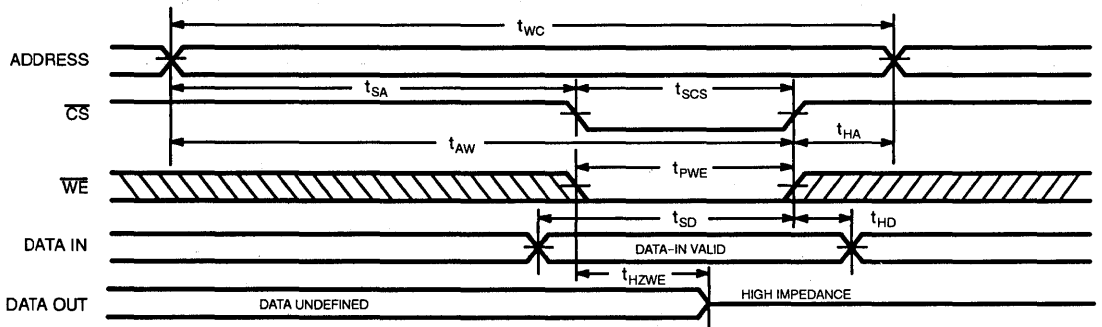 tWC
ADDRESS
tSA tSCS
CS
tAW tHA
tPWE
WE
tSD tHD
DATA IN DATA-IN VALID
tHZWE
DATA OUT DATA UNDEFINED HIGH IMPEDANCE